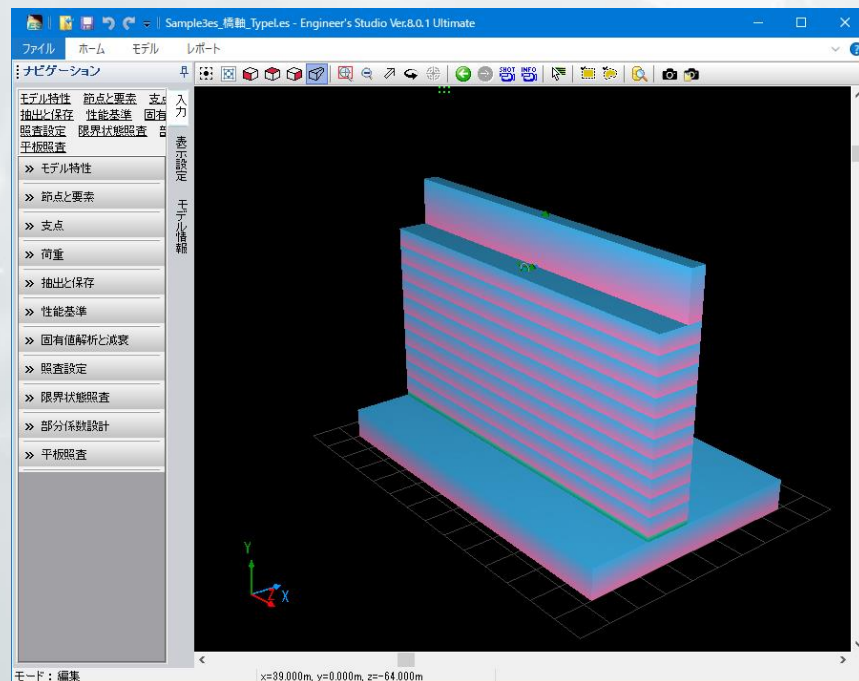 Sample3es_橋軸_TypeI.es - Engineer's Studio Ver.8.0.1 Ultimate
ファイル ホーム モデル レポート
ナビゲーション
SHOT INFO
モデル特性 節点と要素
抽出と保存 性能基準 固有
照査設定 限界状態照査
平板照査
入力
表示設定
モデル情報
» モデル特性
» 節点と要素
» 支点
» 荷重
» 抽出と保存
» 性能基準
» 固有値解析と減衰
» 照査設定
» 限界状態照査
» 部分係数設計
» 平板照査
Y
Z X
モード : 編集 x=39.000m, y=0.000m, z=-64.000m